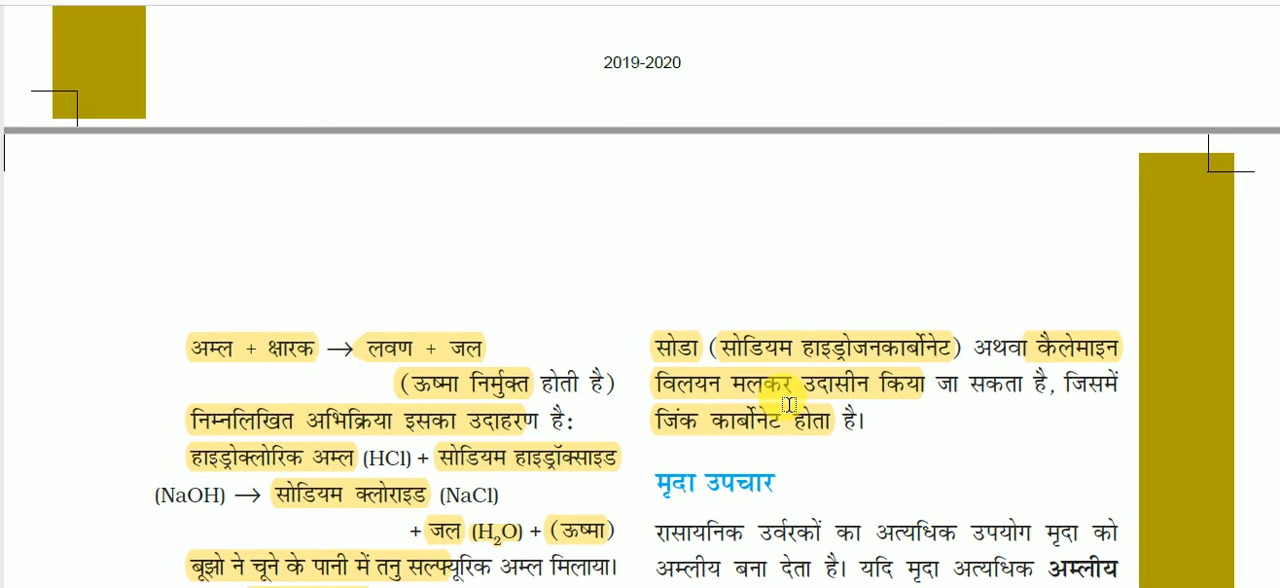 2019-2020
अम्ल + क्षारक → लवण + जल
(ऊष्मा निर्मुक्त होती है)
निम्नलिखित अभिक्रिया इसका उदाहरण है:
हाइड्रोक्लोरिक अम्ल (HCl) + सोडियम हाइड्रॉक्साइड
(NaOH) → सोडियम क्लोराइड (NaCl)
+ जल (H₂O) + (ऊष्मा)
बूझो ने चूने के पानी में तनु सल्फ्यूरिक अम्ल मिलाया।
सोडा (सोडियम हाइड्रोजनकार्बोनेट) अथवा कैलेमाइन
विलयन मलकर उदासीन किया जा सकता है, जिसमें
जिंक कार्बोनेट होता है।
मृदा उपचार
रासायनिक उर्वरकों का अत्यधिक उपयोग मृदा को
अम्लीय बना देता है। यदि मृदा अत्यधिक अम्लीय